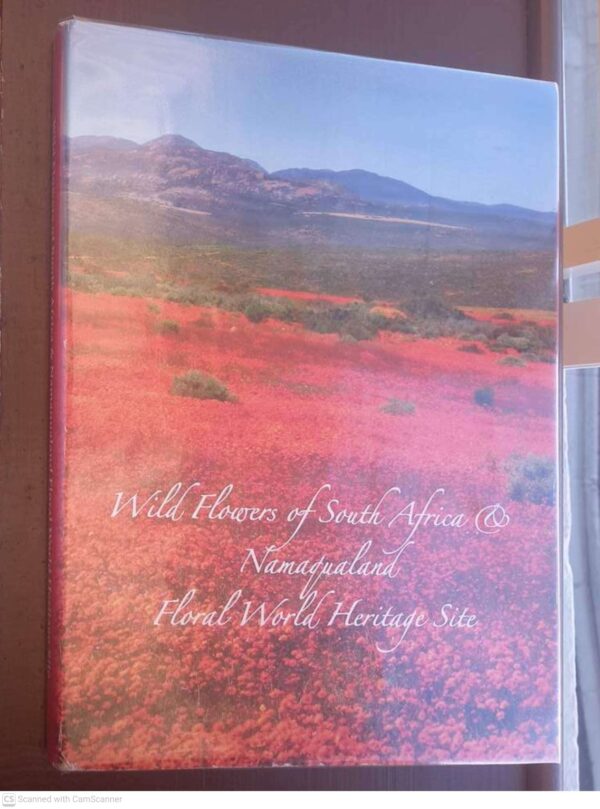 Wild Flowers of South Africa &
Namaqualand
Floral World Heritage Site
CS Scanned with CamScanner